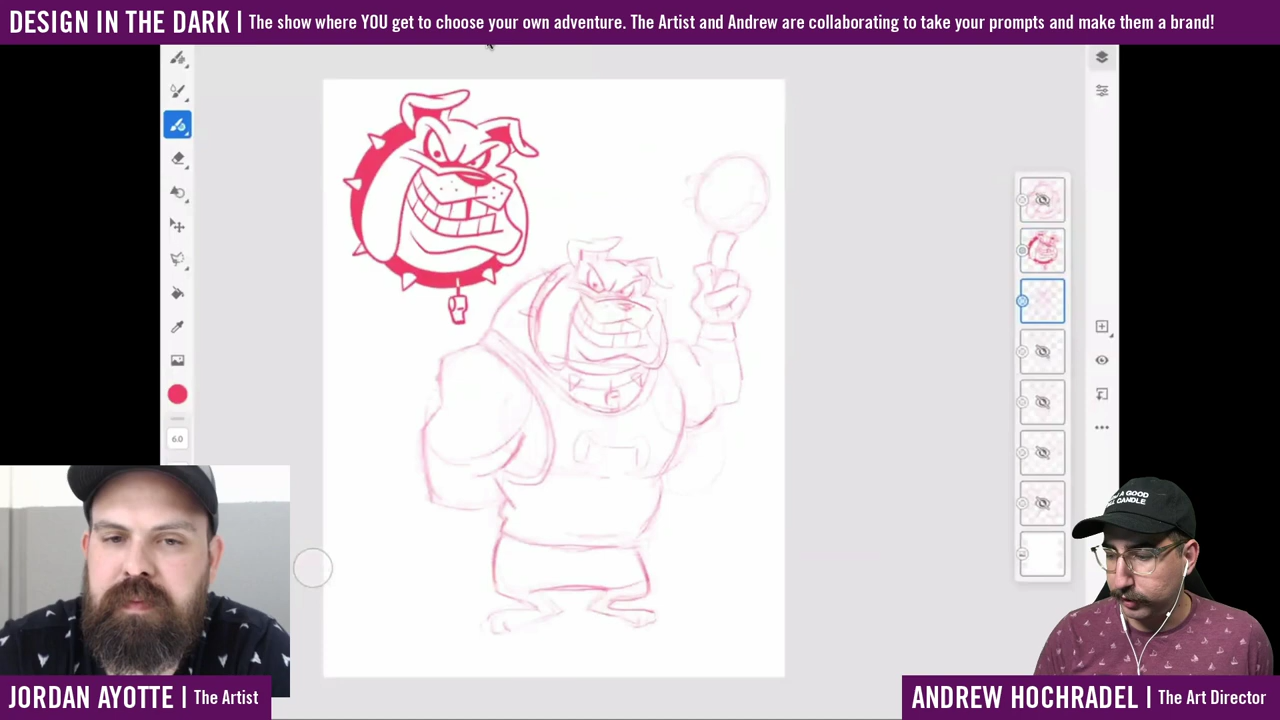 DESIGN IN THE DARK | The show where YOU get to choose your own adventure. The Artist and Andrew are collaborating to take your prompts and make them a brand!
6.0
A GOOD
CANDLE
JORDAN AYOTTE | The Artist
ANDREW HOCHRADEL | The Art Director